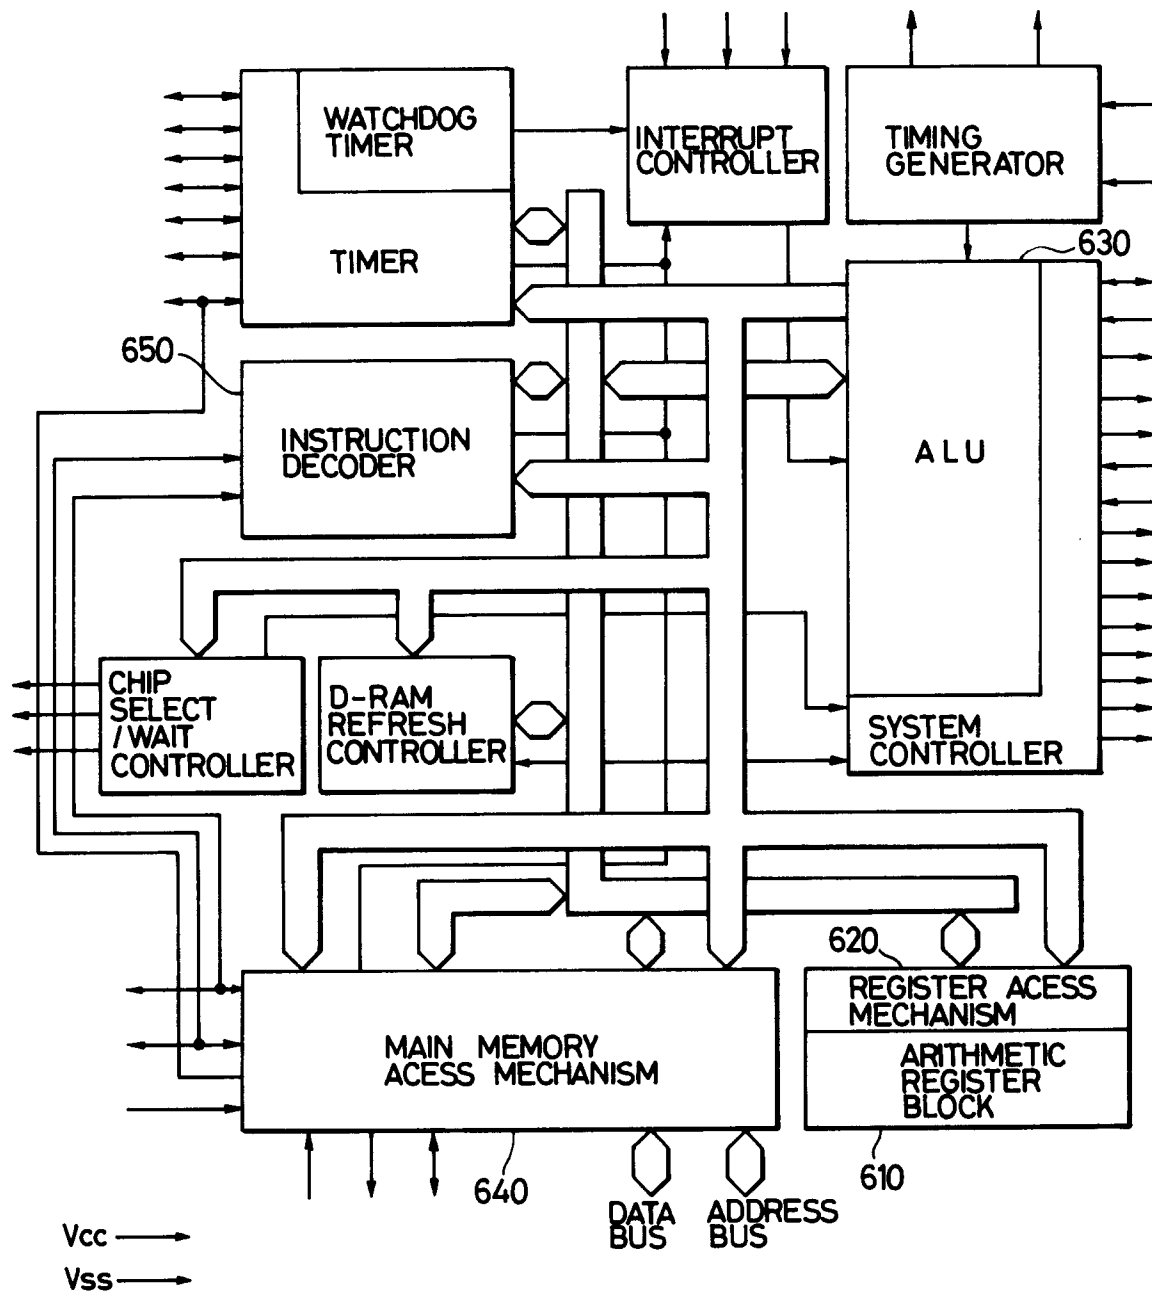 WATCHDOG
TIMER
TIMER
INTERRUPT
CONTROLLER
TIMING
GENERATOR
630
650
INSTRUCTION
DECODER
ALU
CHIP
SELECT
/WAIT
CONTROLLER
D-RAM
REFRESH
CONTROLLER
SYSTEM
CONTROLLER
620
REGISTER ACESS
MECHANISM
MAIN MEMORY
ACESS MECHANISM
ARITHMETIC
REGISTER
BLOCK
640
610
DATA
BUS
ADDRESS
BUS
Vcc
Vss